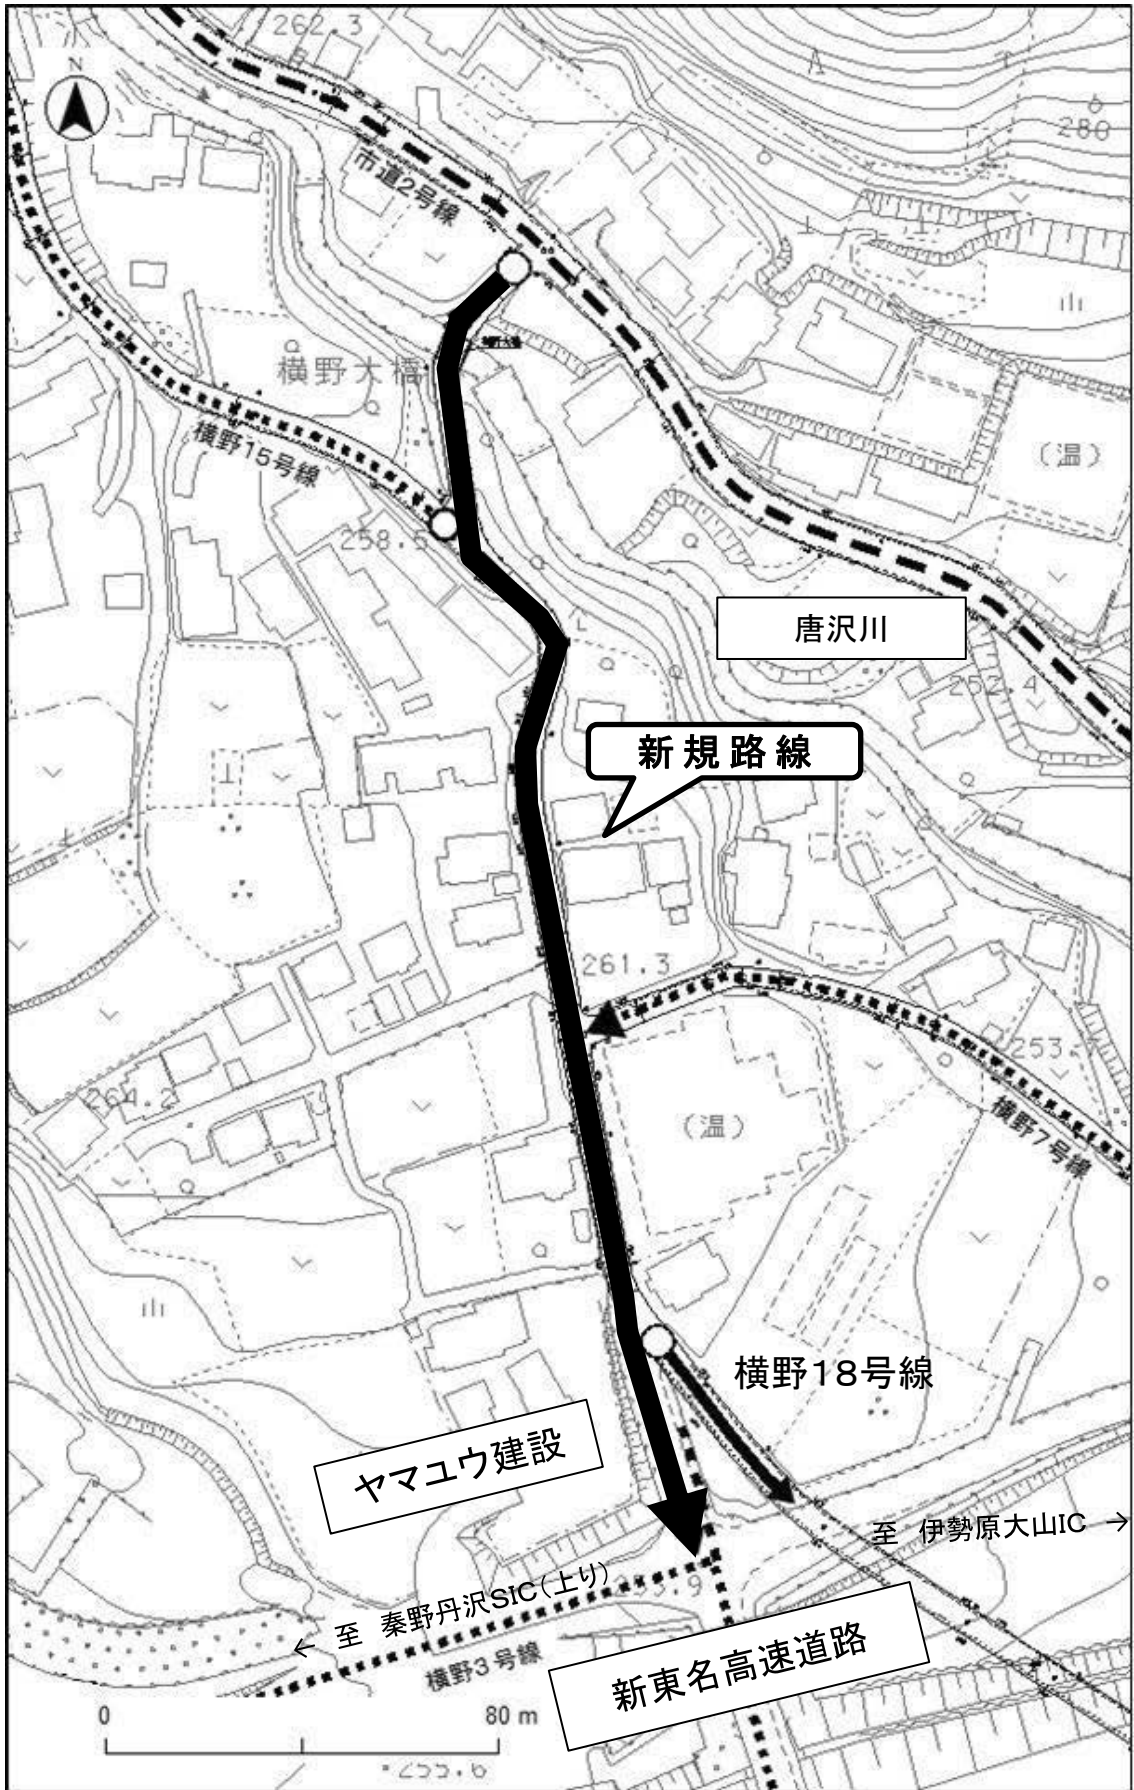 262.3
N
280
市道2号線
横野大橋
横野15号線
(温)
258.5
唐沢川
252.4
新規路線
261.3
253.
264.2
(温)
横野7号線
横野18号線
ヤマユウ建設
至 伊勢原大山IC →
← 至 秦野丹沢SIC(上り)
新東名高速道路
横野3号線
0 80 m
255.6